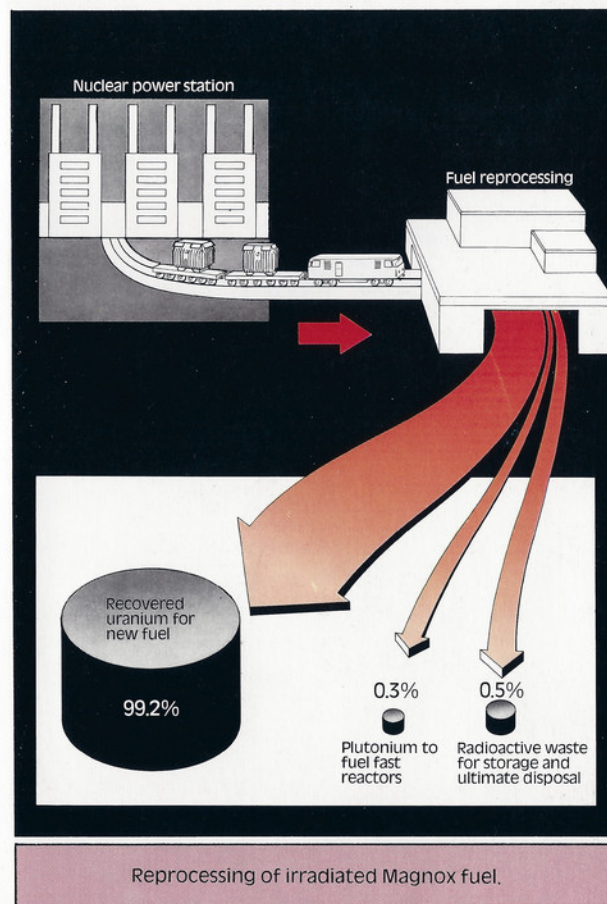 Nuclear power station
Fuel reprocessing
Recovered
uranium for
new fuel
99.2%
0.3%
Plutonium to
fuel fast
reactors
0.5%
Radioactive waste
for storage and
ultimate disposal
Reprocessing of irradiated Magnox fuel.